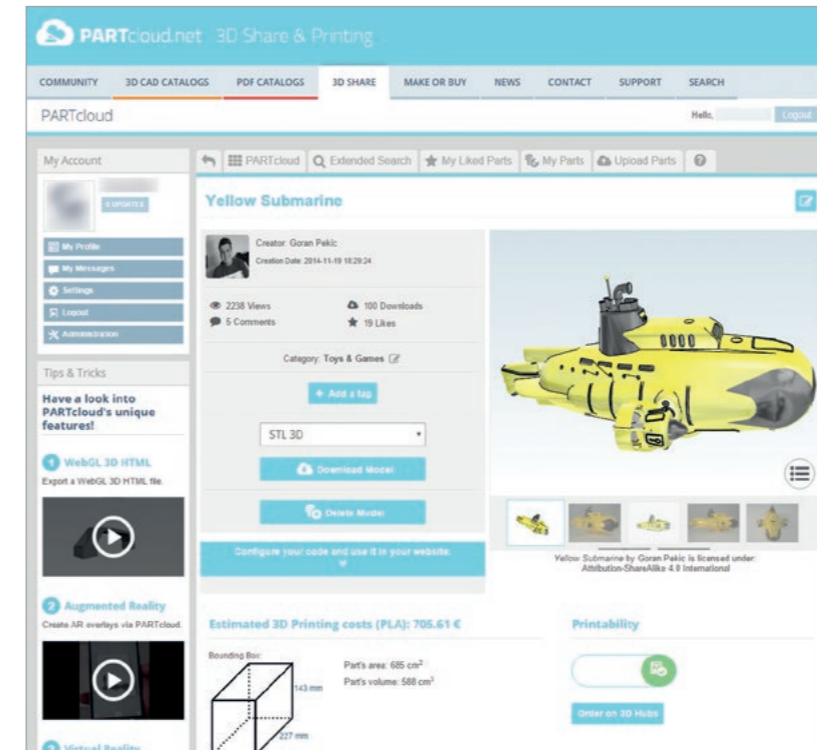 PARTcloud.net 3D Share & Printing
COMMUNITY 3D CAD CATALOGS PDF CATALOGS 3D SHARE MAKE OR BUY NEWS CONTACT SUPPORT SEARCH
PARTcloud Hello, Logout
My Account
0 UPDATES
My Profile
My Messages
Settings
Logout
Administration
Tips & Tricks
Have a look into
PARTcloud's unique
features!
1 WebGL 3D HTML
Export a WebGL 3D HTML file.
2 Augmented Reality
Create AR overlays via PARTcloud.
3 Virtual Reality
PARTcloud Extended Search My Liked Parts My Parts Upload Parts ?
Yellow Submarine
Creator: Goran Pekic
Creation Date: 2014-11-19 18:29:24
2238 Views 100 Downloads
5 Comments 19 Likes
Category: Toys & Games
+ Add a tag
STL 3D
Download Model
Delete Model
Configure your code and use it in your website:
Yellow Submarine by Goran Pekic is licensed under:
Attribution-ShareAlike 4.0 International
Estimated 3D Printing costs (PLA): 705.61 €
Bounding Box:
143 mm
227 mm
Part's area: 685 cm²
Part's volume: 588 cm³
Printability
Order on 3D Hubs